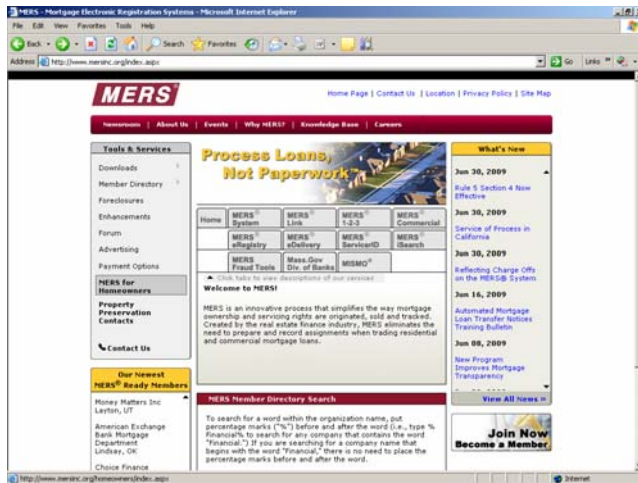 MERS - Mortgage Electronic Registration Systems - Microsoft Internet Explorer
File Edit View Favorites Tools Help
Back Search Favorites
Address http://www.mersinc.org/index.aspx Go Links
MERS®
Home Page | Contact Us | Location | Privacy Policy | Site Map
Newsroom | About Us | Events | Why MERS? | Knowledge Base | Careers
Tools & Services
Downloads
Member Directory
Foreclosures
Enhancements
Forum
Advertising
Payment Options
MERS for
Homeowners
Property
Preservation
Contacts
Contact Us
Our Newest
MERS® Ready Members
Money Matters Inc
Layton, UT
American Exchange
Bank Mortgage
Department
Lindsay, OK
Choice Finance
Process Loans,
Not Paperwork™
Home
MERS®
System
MERS®
Link
MERS®
1-2-3
MERS®
Commercial
MERS®
eRegistry
MERS®
eDelivery
MERS®
ServicerID
MERS®
iSearch
MERS
Fraud Tools
Mass.Gov
Div. of Banks
MISMO®
Click tabs to view descriptions of our services
Welcome to MERS!
MERS is an innovative process that simplifies the way mortgage
ownership and servicing rights are originated, sold and tracked.
Created by the real estate finance industry, MERS eliminates the
need to prepare and record assignments when trading residential
and commercial mortgage loans.
MERS Member Directory Search
To search for a word within the organization name, put
percentage marks ("%") before and after the word (i.e., type %
Financial% to search for any company that contains the word
"Financial.") If you are searching for a company name that
begins with the word "Financial," there is no need to place the
percentage marks before and after the word.
What's New
Jun 30, 2009
Rule 5 Section 4 Now
Effective
Jun 30, 2009
Service of Process in
California
Jun 30, 2009
Reflecting Charge Offs
on the MERS® System
Jun 16, 2009
Automated Mortgage
Loan Transfer Notices
Training Bulletin
Jun 08, 2009
New Program
Improves Mortgage
Transparency
View All News »
Join Now
Become a Member
http://www.mersinc.org/homeowners/index.aspx
Internet